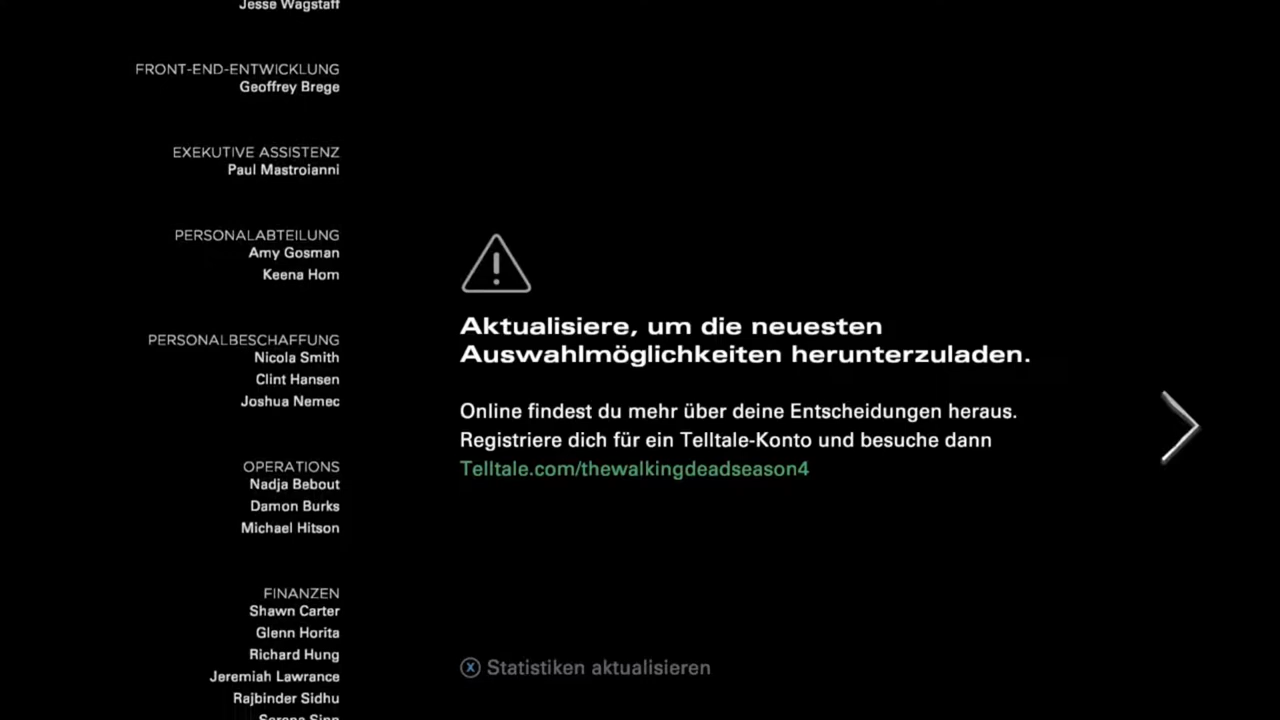 Jesse Wagstaff
FRONT-END-ENTWICKLUNG
Geoffrey Brege
EXEKUTIVE ASSISTENZ
Paul Mastroianni
PERSONALABTEILUNG
Amy Gosman
Keena Hom
PERSONALBESCHAFFUNG
Nicola Smith
Clint Hansen
Joshua Nemec
OPERATIONS
Nadja Bebout
Damon Burks
Michael Hitson
FINANZEN
Shawn Carter
Glenn Horita
Richard Hung
Jeremiah Lawrance
Rajbinder Sidhu
Aktualisiere, um die neuesten
Auswahlmöglichkeiten herunterzuladen.
Online findest du mehr über deine Entscheidungen heraus.
Registriere dich für ein Telltale-Konto und besuche dann
Telltale.com/thewalkingdeadseason4
X Statistiken aktualisieren